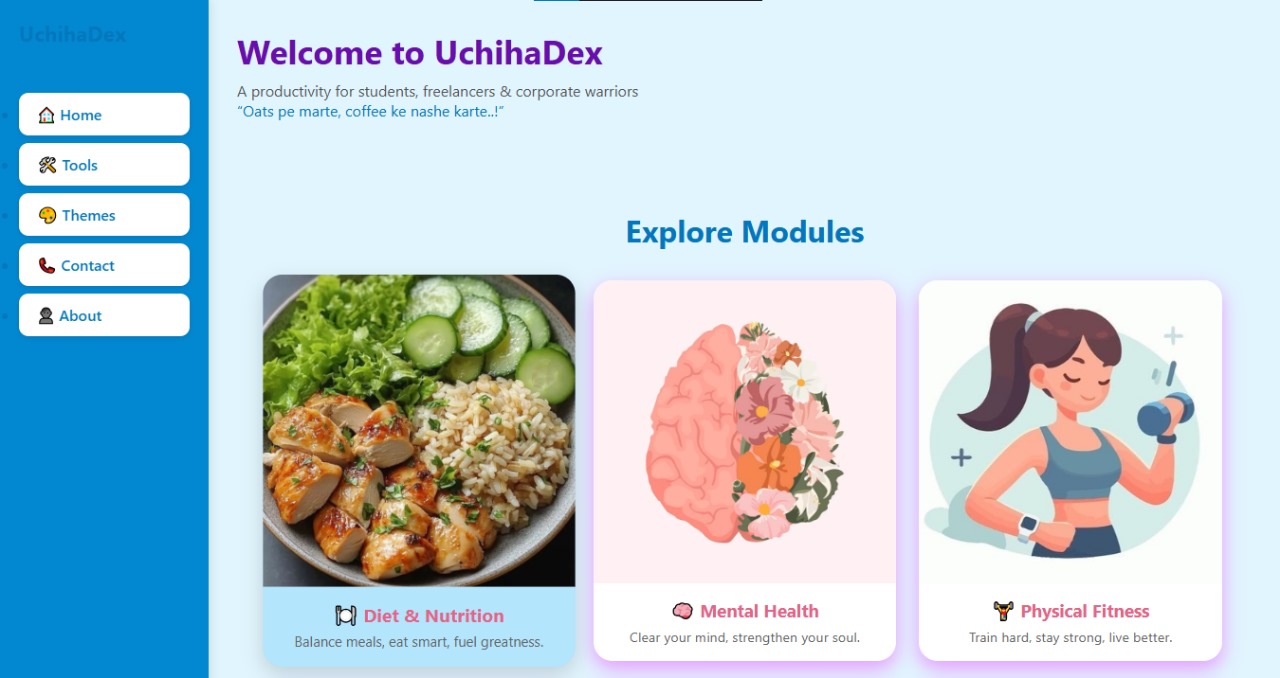 UchihaDex
🏠 Home
🛠 Tools
🎨 Themes
📞 Contact
👤 About
Welcome to UchihaDex
A productivity for students, freelancers & corporate warriors
“Oats pe marte, coffee ke nashe karte..!”
Explore Modules
🍽 Diet & Nutrition
Balance meals, eat smart, fuel greatness.
🧠 Mental Health
Clear your mind, strengthen your soul.
🏋 Physical Fitness
Train hard, stay strong, live better.